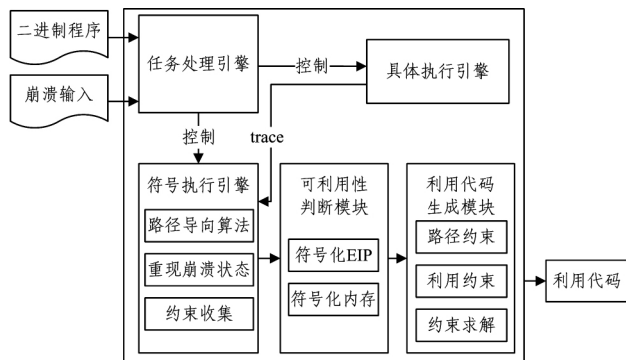 二进制程序
崩溃输入
任务处理引擎
控制
具体执行引擎
控制
trace
符号执行引擎
路径导向算法
重现崩溃状态
约束收集
可利用性
判断模块
符号化EIP
符号化内存
利用代码
生成模块
路径约束
利用约束
约束求解
利用代码